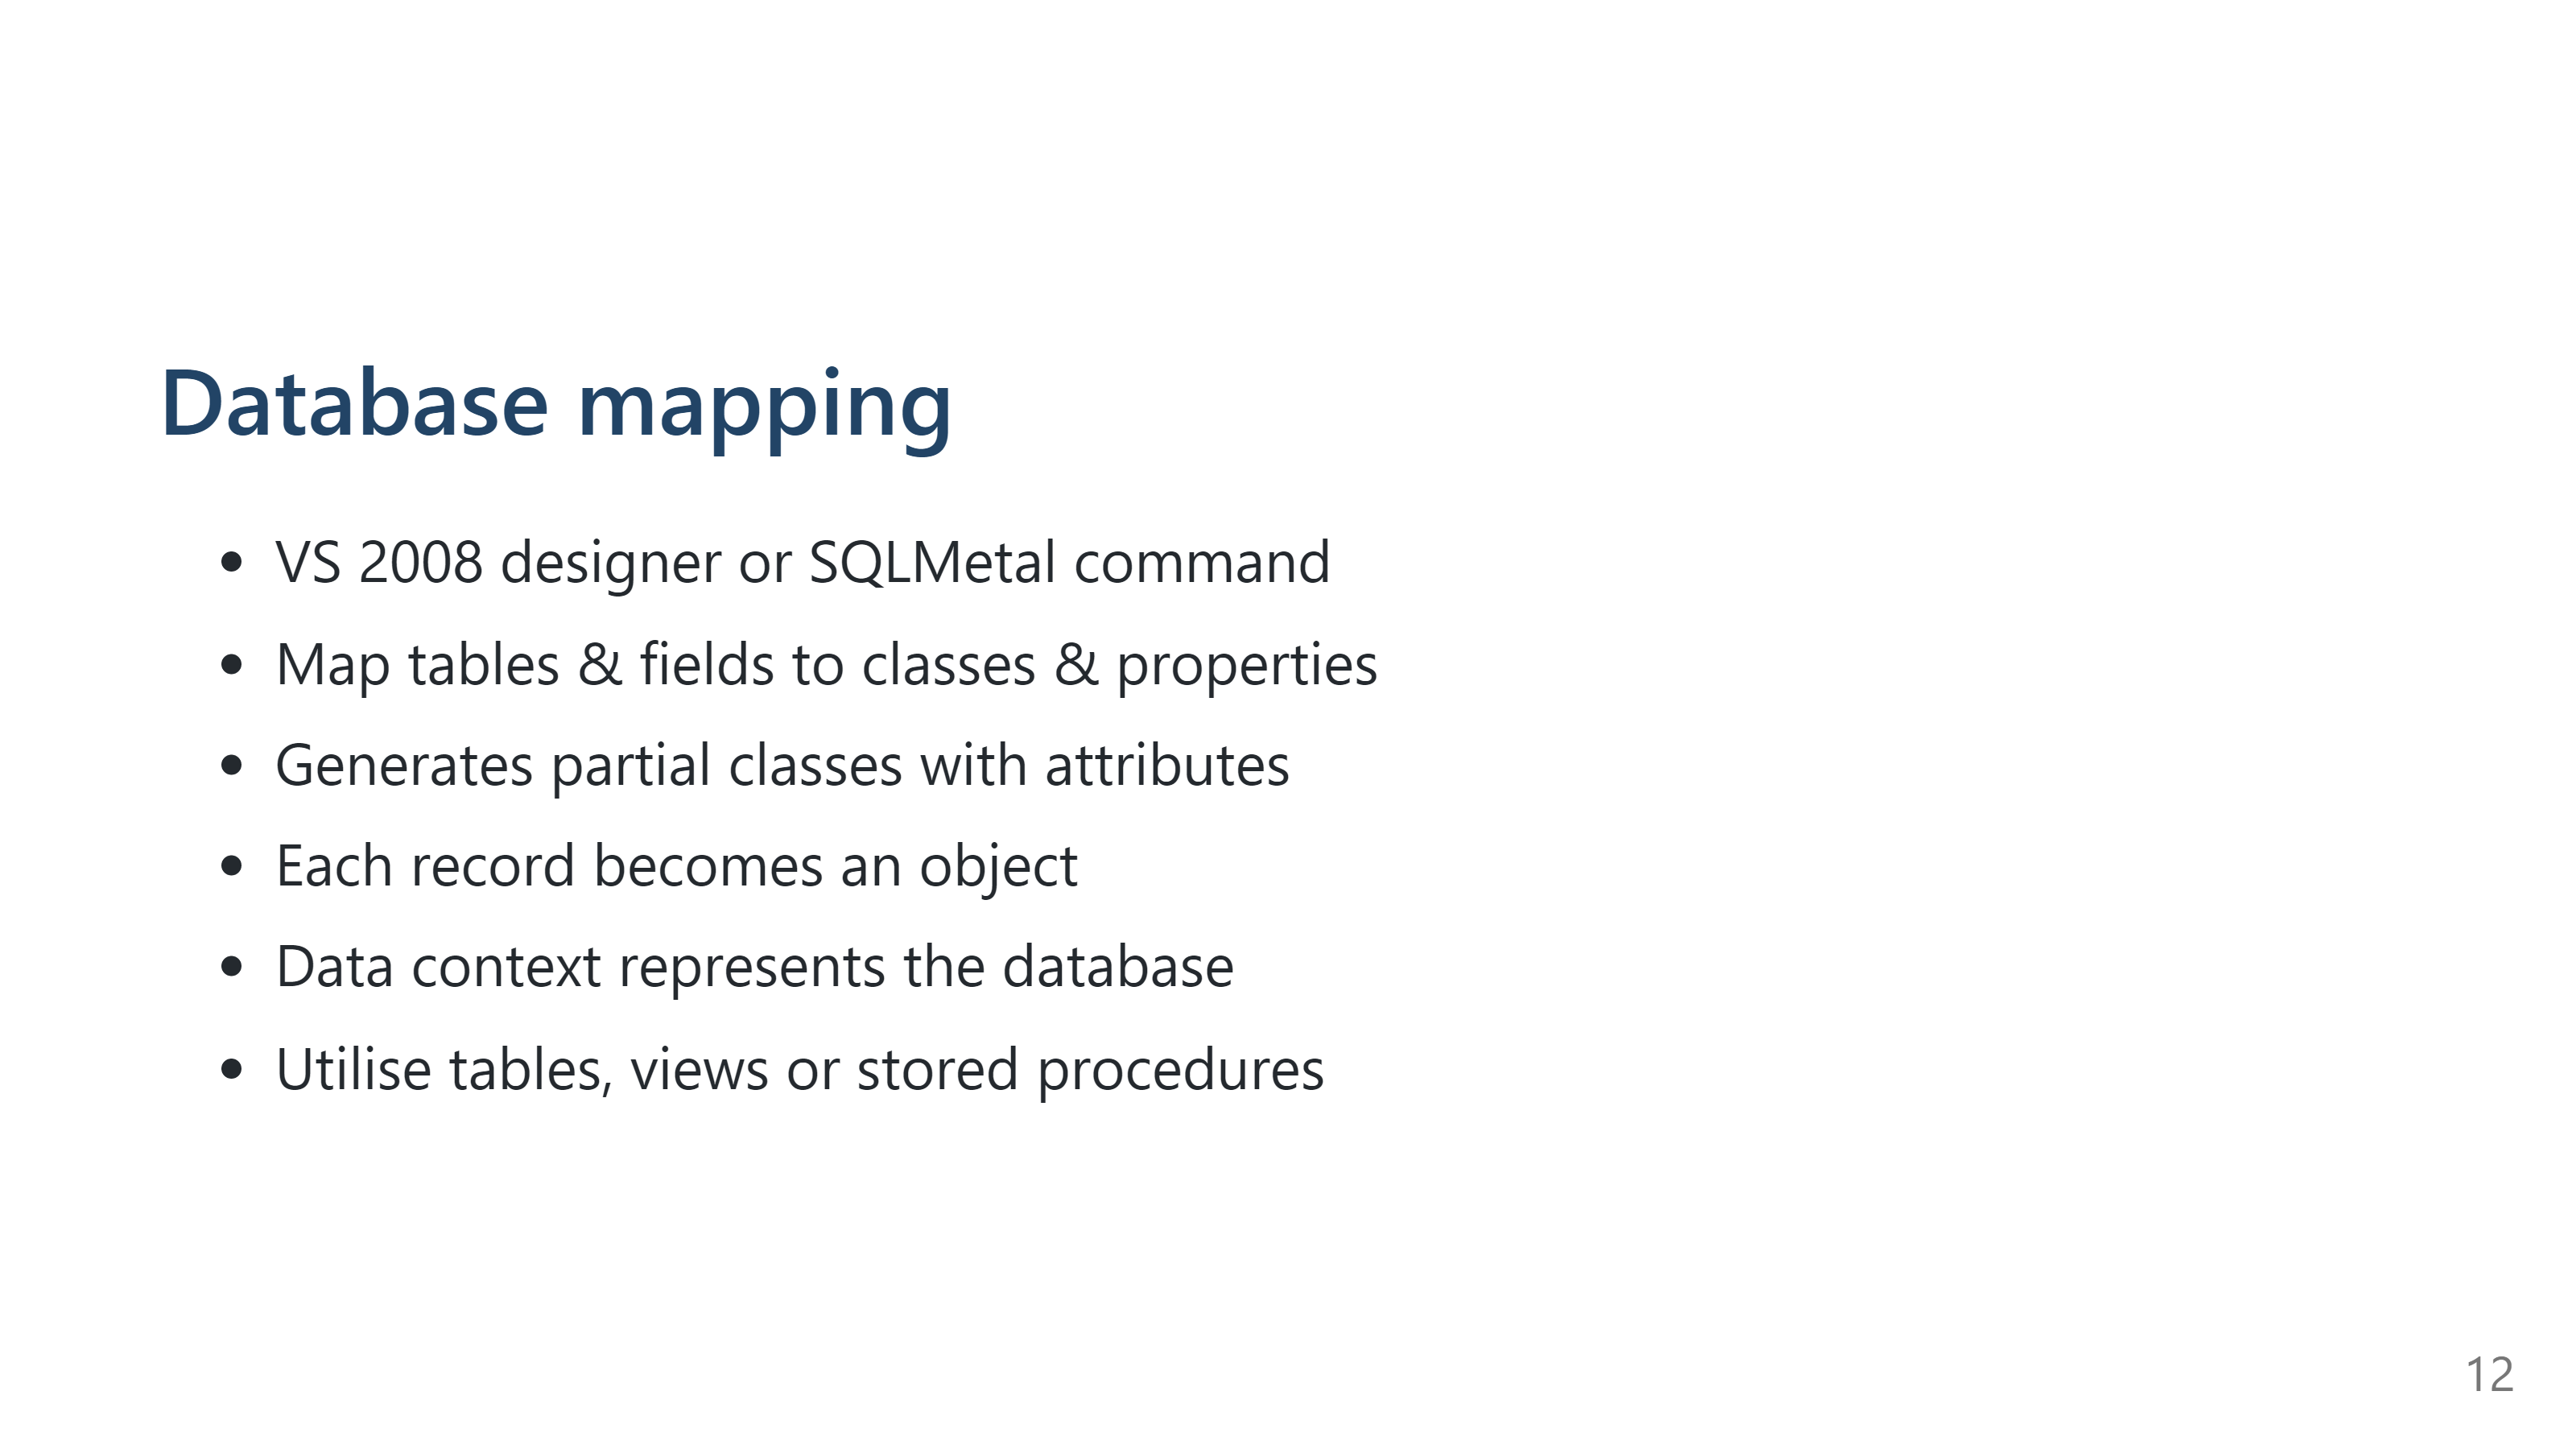 Database mapping
• VS 2008 designer or SQLMetal command
• Map tables & fields to classes & properties
• Generates partial classes with attributes
• Each record becomes an object
• Data context represents the database
• Utilise tables, views or stored procedures
12